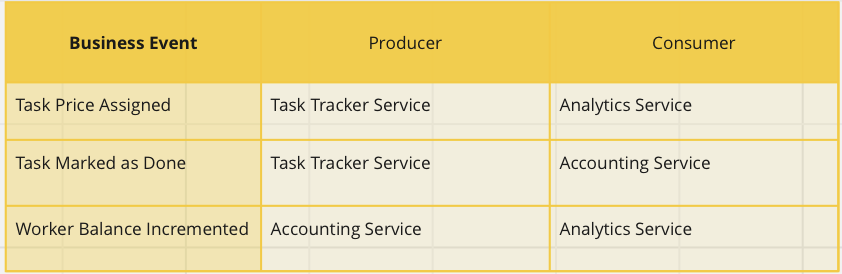 Business Event Producer Consumer
Task Price Assigned Task Tracker Service Analytics Service
Task Marked as Done Task Tracker Service Accounting Service
Worker Balance Incremented Accounting Service Analytics Service